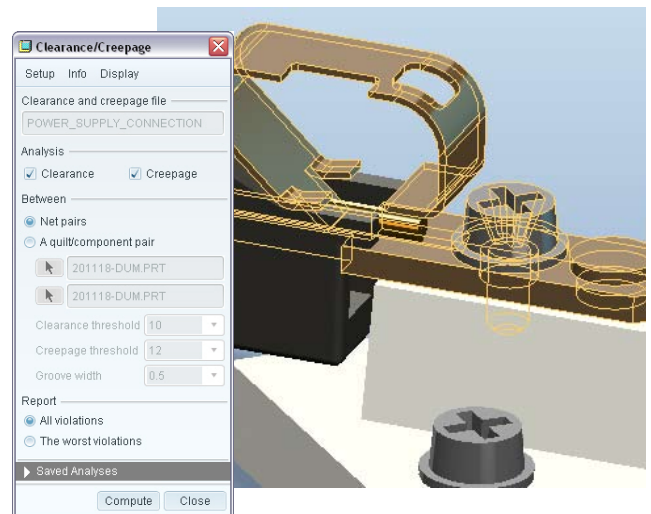 Clearance/Creepage
Setup Info Display
Clearance and creepage file
POWER_SUPPLY_CONNECTION
Analysis
Clearance Creepage
Between
Net pairs
A quilt/component pair
201118-DUM.PRT
201118-DUM.PRT
Clearance threshold 10
Creepage threshold 12
Groove width 0.5
Report
All violations
The worst violations
Saved Analyses
Compute Close